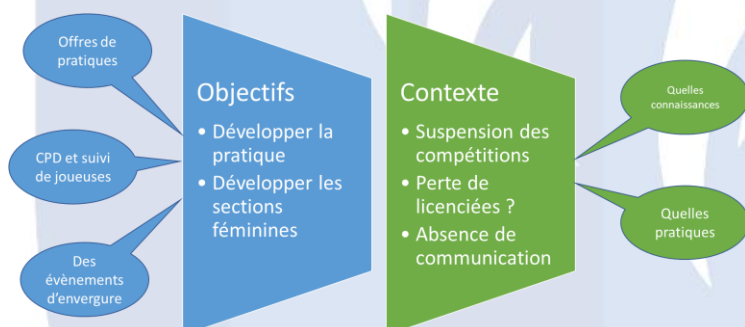 Offres de
pratiques
CPD et suivi
de joueuses
Des
évènements
d'envergure
Objectifs
• Développer la
pratique
• Développer les
sections
féminines
Contexte
• Suspension des
compétitions
• Perte de
licenciées ?
• Absence de
communication
Quelles
connaissances
Quelles
pratiques